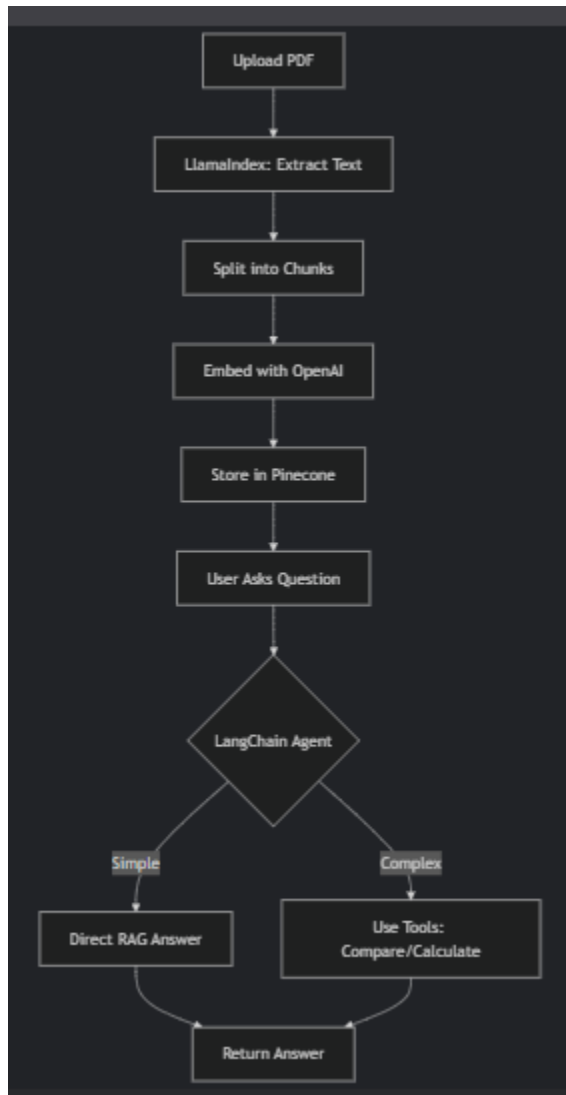 Upload PDF
LlamaIndex: Extract Text
Split into Chunks
Embed with OpenAI
Store in Pinecone
User Asks Question
LangChain Agent
Simple
Complex
Direct RAG Answer
Use Tools:
Compare/Calculate
Return Answer